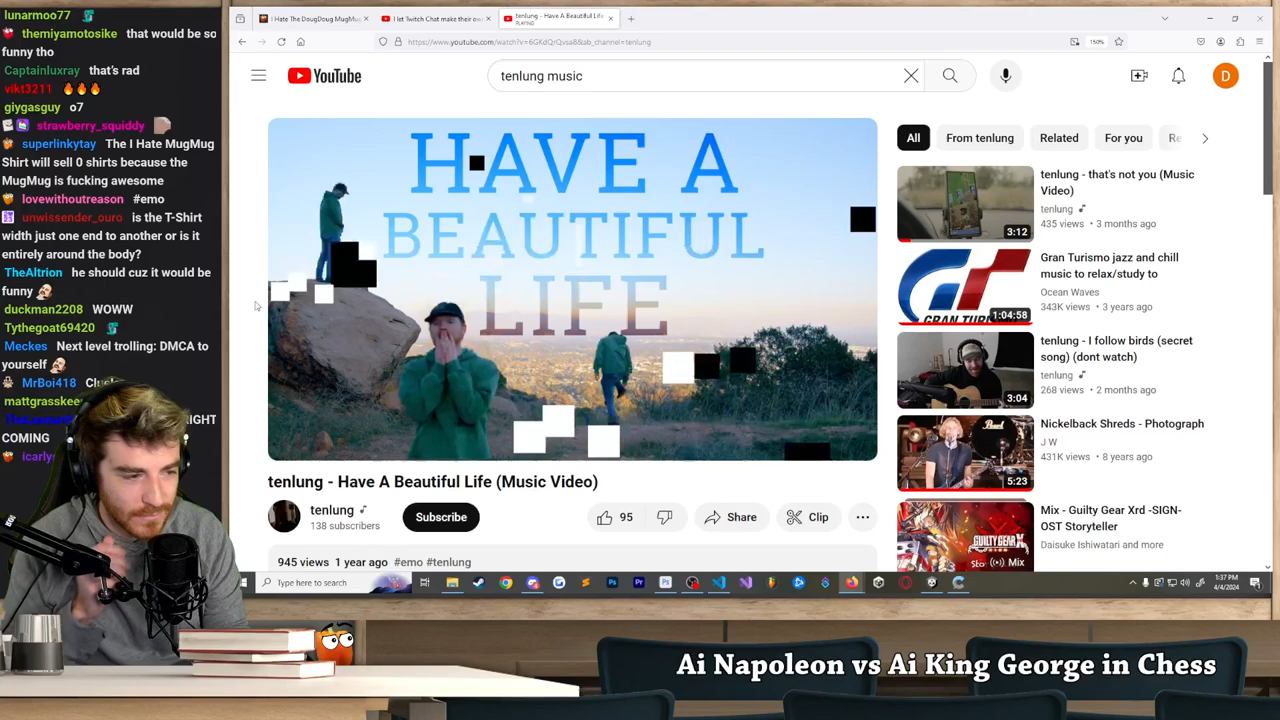 lunarmoo77
themiyamotosike that would be so
funny tho
Captainluxray that's rad
vikt3211
giygasguy o7
strawberry_squiddy
superlinkytay The I Hate MugMug
Shirt will sell 0 shirts because the
MugMug is fucking awesome
lovewithoutreason #emo
unwissender_ouro is the T-Shirt
width just one end to another or is it
entirely around the body?
TheAltrion he should cuz it would be
funny
duckman2208 WOWW
Tythegoat69420
Meckes Next level trolling: DMCA to
yourself
MrBoi418
COMING
I Hate The DougDoug MugMug
I let Twitch Chat make their own
tenlung - Have A Beautiful Life
PLAYING
https://www.youtube.com/watch?v=6GKdQrQvsa8&ab_channel=tenlung
150%
YouTube
tenlung music
D
HAVE A
BEAUTIFUL
LIFE
tenlung - Have A Beautiful Life (Music Video)
tenlung
138 subscribers
Subscribe
95
Share
Clip
945 views 1 year ago #emo #tenlung
All
From tenlung
Related
For you
Re
tenlung - that's not you (Music
Video)
tenlung
435 views • 3 months ago
3:12
Gran Turismo jazz and chill
music to relax/study to
Ocean Waves
343K views • 3 years ago
1:04:58
tenlung - I follow birds (secret
song) (dont watch)
tenlung
268 views • 2 months ago
3:04
Nickelback Shreds - Photograph
J W
431K views • 8 years ago
5:23
Mix - Guilty Gear Xrd -SIGN-
OST Storyteller
Daisuke Ishiwatari and more
Mix
Type here to search
1:37 PM
4/4/2024
Ai Napoleon vs Ai King George in Chess